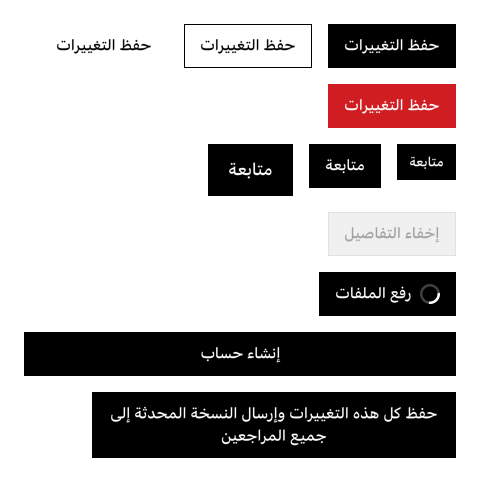 حفظ التغييرات
حفظ التغييرات
حفظ التغييرات
حفظ التغييرات
متابعة
متابعة
متابعة
إخفاء التفاصيل
رفع الملفات
إنشاء حساب
حفظ كل هذه التغييرات وإرسال النسخة المحدثة إلى
جميع المراجعين